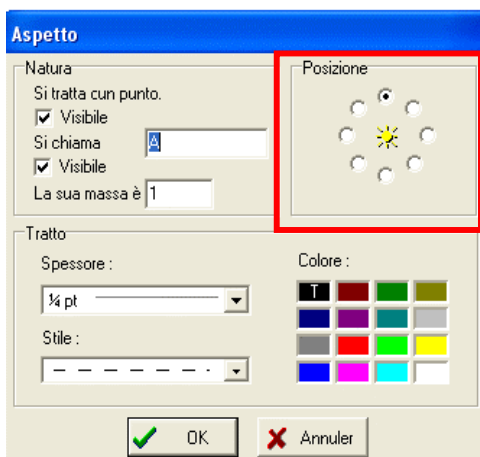 Aspetto
Natura
Si tratta cun punto.
Visibile
Si chiama A
Visibile
La sua massa è 1
Posizione
Tratto
Spessore :
¼ pt
Stile :
Colore :
T
OK
Annuler